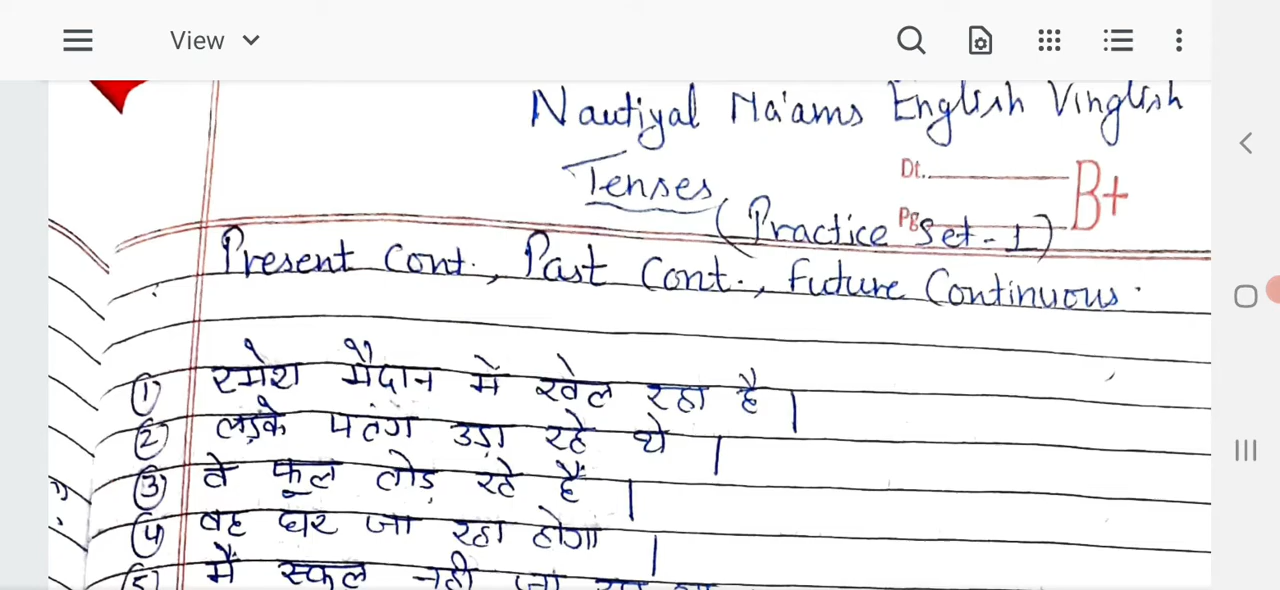 View
Nautiyal Ma'ams English Vinglish
Tenses
Dt.
B+
Pg
(Practice Set - 1)
Present Cont., Past Cont., Future Continuous.
① रमेश मैदान में खेल रहा है।
② लड़के पतंग उड़ा रहे थे।
③ वे फूल तोड़ रहे हैं।
④ वह घर जा रहा होगा।
⑤ मैं स्कूल नही जा